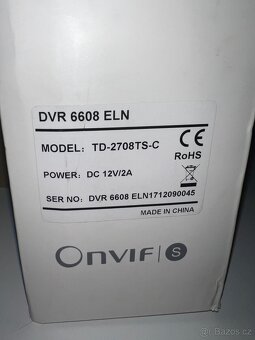 DVR 6608 ELN
MODEL: TD-2708TS-C
CE
RoHS
POWER: DC 12V/2A
SER NO: DVR 6608 ELN1712090045
MADE IN CHINA
ONVIF | S
Bazoš.cz